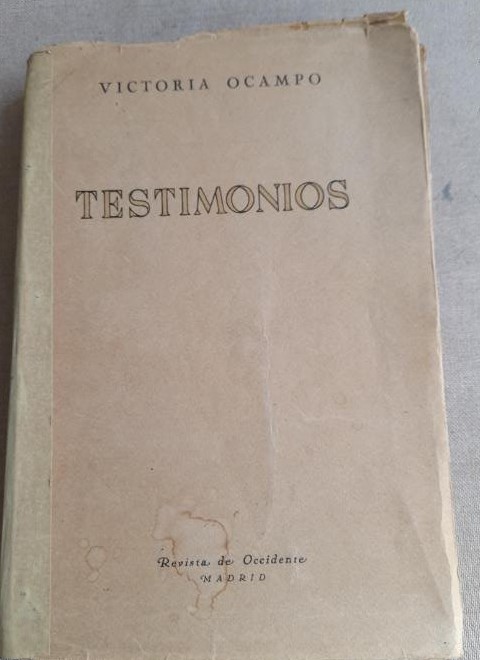 VICTORIA OCAMPO
TESTIMONIOS
Revista de Occidente
MADRID